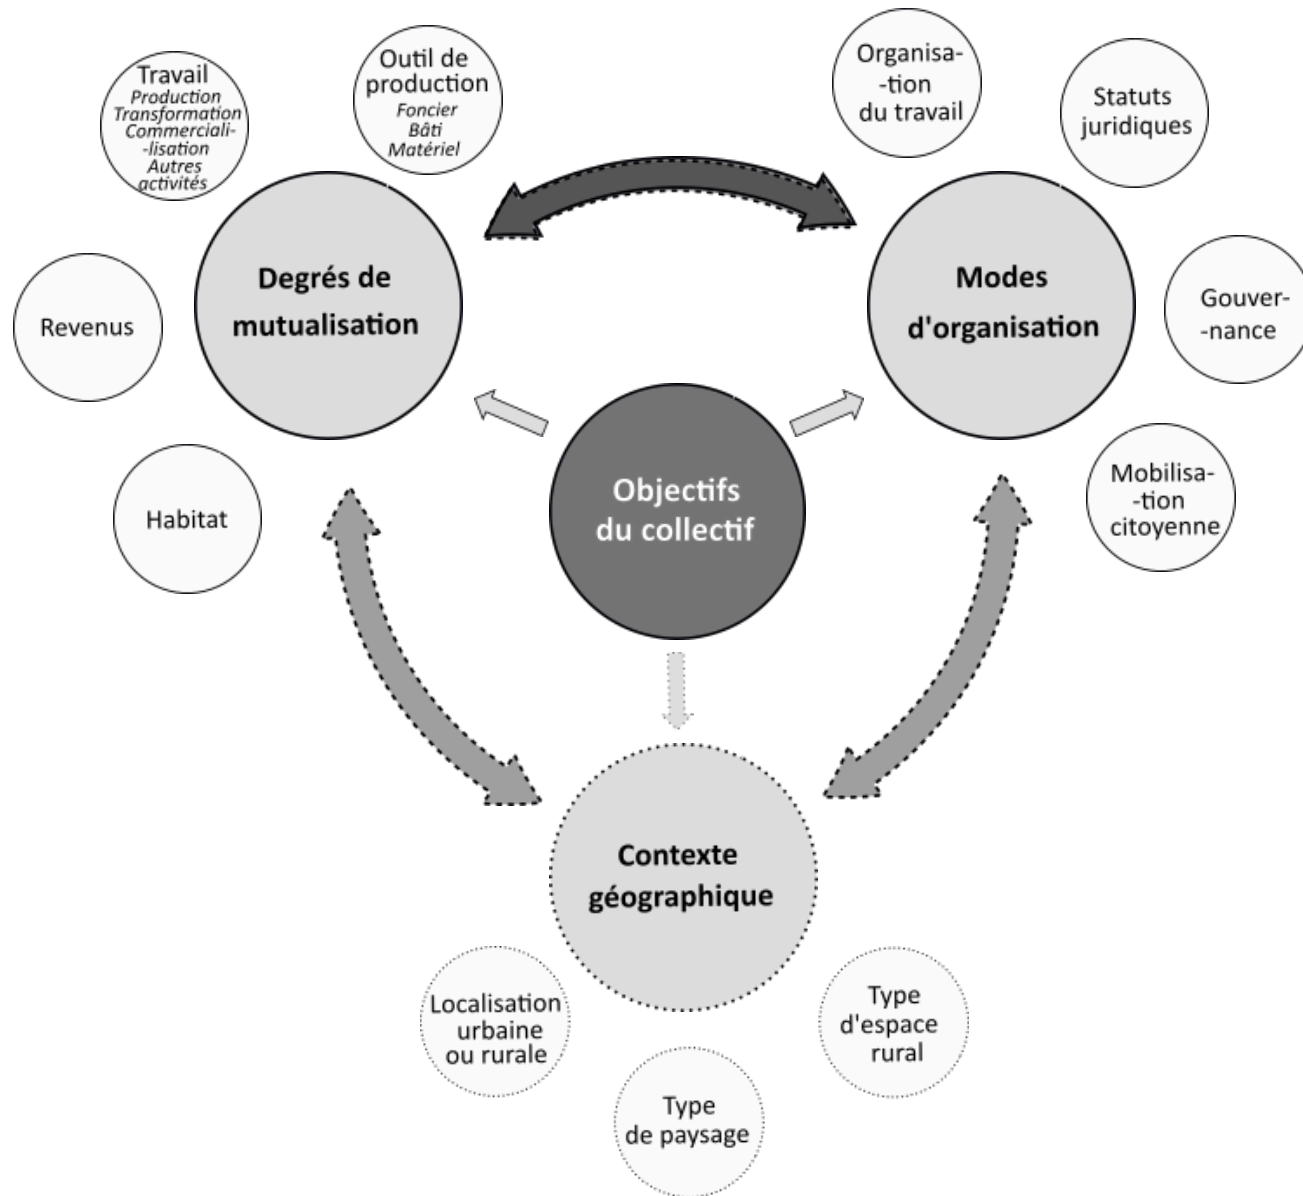 Travail
Production
Transformation
Commerciali-
-lisation
Autres
activités
Outil de
production
Foncier
Bâti
Matériel
Revenus
Habitat
Degrés de
mutualisation
Organisa-
-tion
du travail
Statuts
juridiques
Gouver-
-nance
Mobilisa-
-tion
citoyenne
Modes
d'organisation
Objectifs
du collectif
Contexte
géographique
Localisation
urbaine
ou rurale
Type
de paysage
Type
d'espace
rural